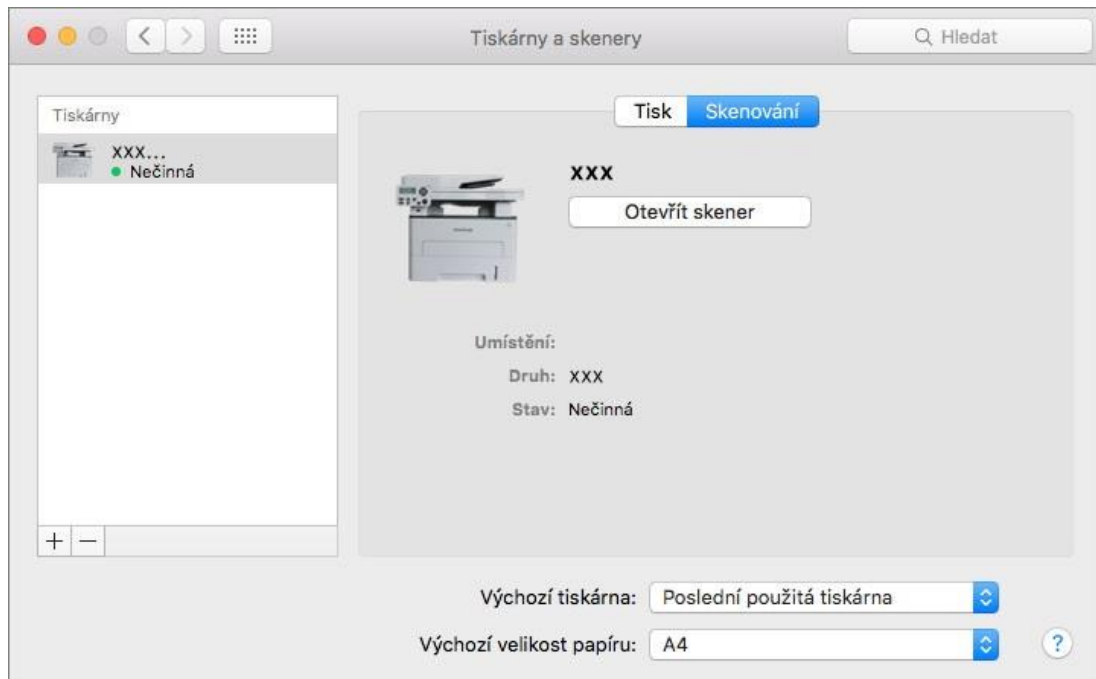 Tiskárny a skenery
Hledat
Tiskárny
XXX...
Nečinná
Tisk Skenování
XXX
Otevřít skener
Umístění:
Druh: XXX
Stav: Nečinná
+ −
Výchozí tiskárna: Poslední použitá tiskárna
Výchozí velikost papíru: A4
?